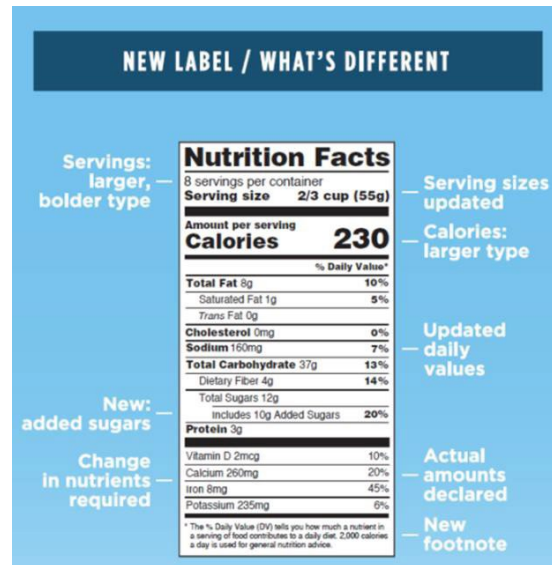 NEW LABEL / WHAT'S DIFFERENT
Servings:
larger,
bolder type
Nutrition Facts
8 servings per container
Serving size 2/3 cup (55g)
Serving sizes
updated
Amount per serving
Calories 230
Calories:
larger type
% Daily Value*
Total Fat 8g 10%
Saturated Fat 1g 5%
Trans Fat 0g
Cholesterol 0mg 0%
Sodium 160mg 7%
Total Carbohydrate 37g 13%
Dietary Fiber 4g 14%
Total Sugars 12g
Includes 10g Added Sugars 20%
Protein 3g
Updated
daily
values
New:
added sugars
Vitamin D 2mcg 10%
Calcium 260mg 20%
Iron 8mg 45%
Potassium 235mg 6%
Change
in nutrients
required
Actual
amounts
declared
* The % Daily Value (DV) tells you how much a nutrient in
a serving of food contributes to a daily diet. 2,000 calories
a day is used for general nutrition advice.
New
footnote